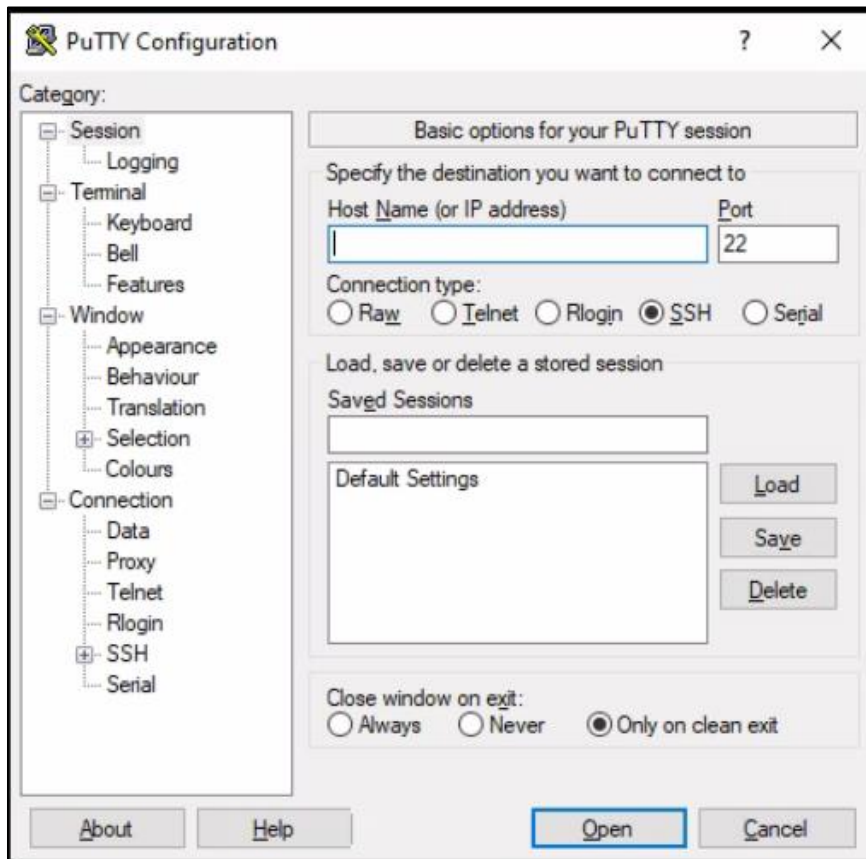 PuTTY Configuration
?
Category:
Session
Logging
Terminal
Keyboard
Bell
Features
Window
Appearance
Behaviour
Translation
Selection
Colours
Connection
Data
Proxy
Telnet
Rlogin
SSH
Serial
Basic options for your PuTTY session
Specify the destination you want to connect to
Host Name (or IP address) Port
22
Connection type:
Raw Telnet Rlogin SSH Serial
Load, save or delete a stored session
Saved Sessions
Default Settings
Load
Save
Delete
Close window on exit:
Always Never Only on clean exit
About Help Open Cancel